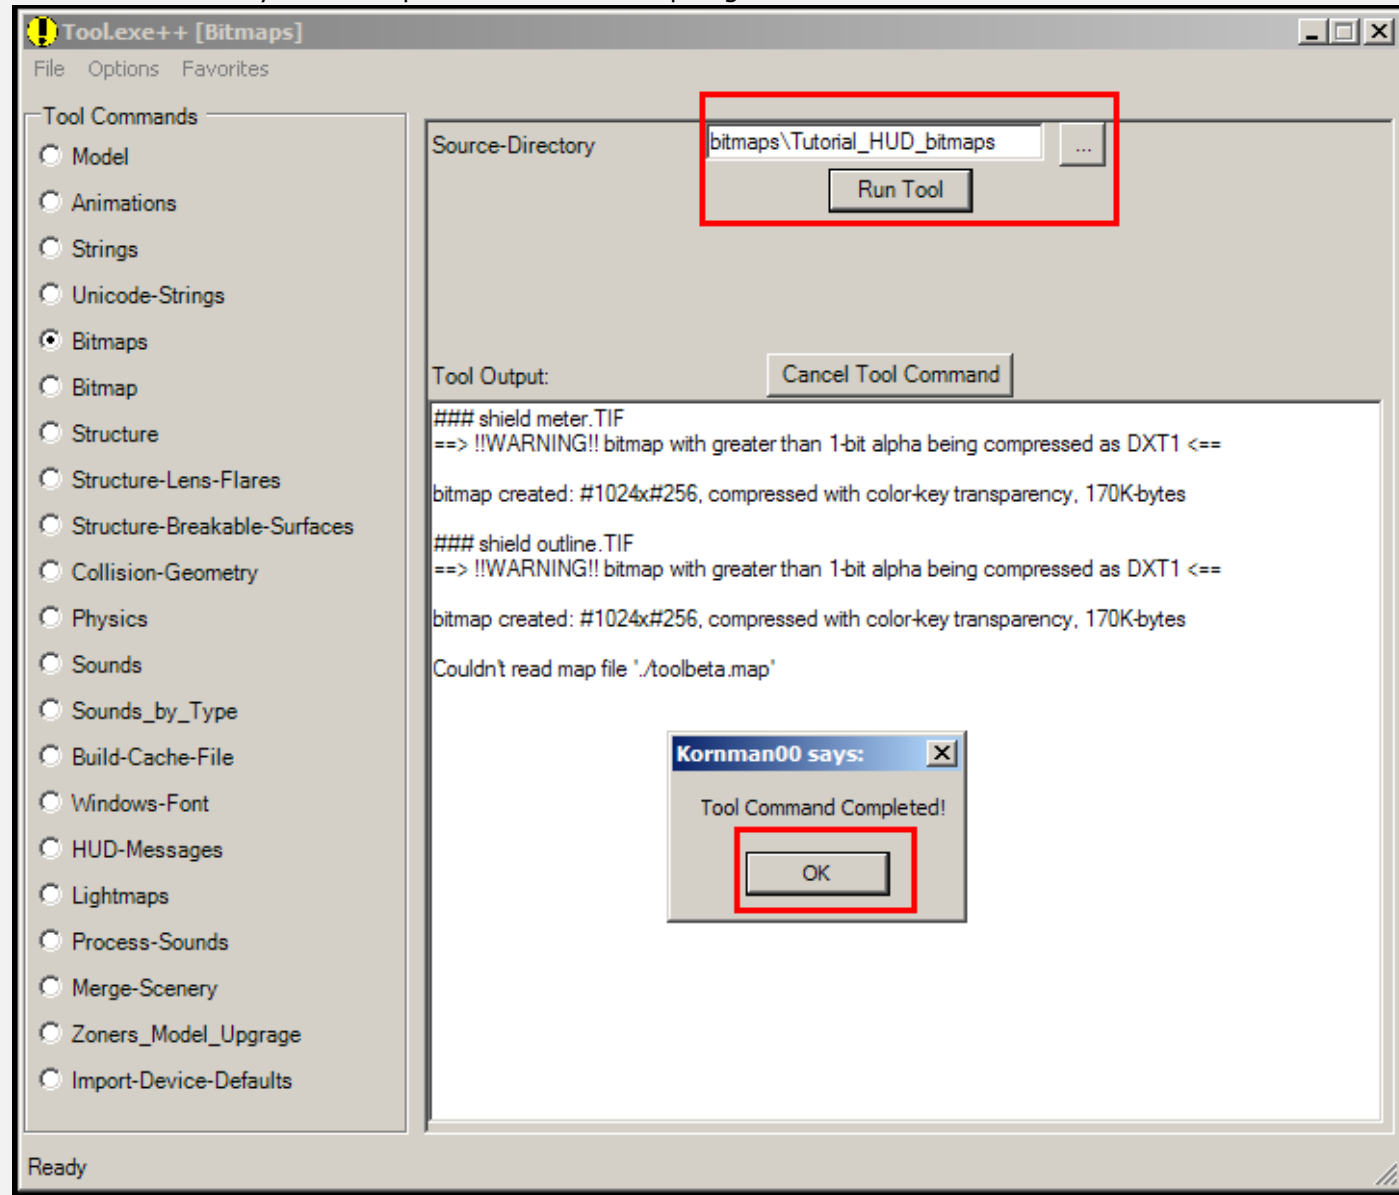 Tool.exe++ [Bitmaps]
File Options Favorites
Tool Commands
Model
Animations
Strings
Unicode-Strings
Bitmaps
Bitmap
Structure
Structure-Lens-Flares
Structure-Breakable-Surfaces
Collision-Geometry
Physics
Sounds
Sounds_by_Type
Build-Cache-File
Windows-Font
HUD-Messages
Lightmaps
Process-Sounds
Merge-Scenery
Zoners_Model_Upgrage
Import-Device-Defaults
Source-Directory bitmaps\Tutorial_HUD_bitmaps ...
Run Tool
Tool Output: Cancel Tool Command
### shield meter.TIF
==> !!WARNING!! bitmap with greater than 1-bit alpha being compressed as DXT1 <==
bitmap created: #1024x#256, compressed with color-key transparency, 170K-bytes
### shield outline.TIF
==> !!WARNING!! bitmap with greater than 1-bit alpha being compressed as DXT1 <==
bitmap created: #1024x#256, compressed with color-key transparency, 170K-bytes
Couldn't read map file './toolbeta.map'
Kornman00 says:
Tool Command Completed!
OK
Ready